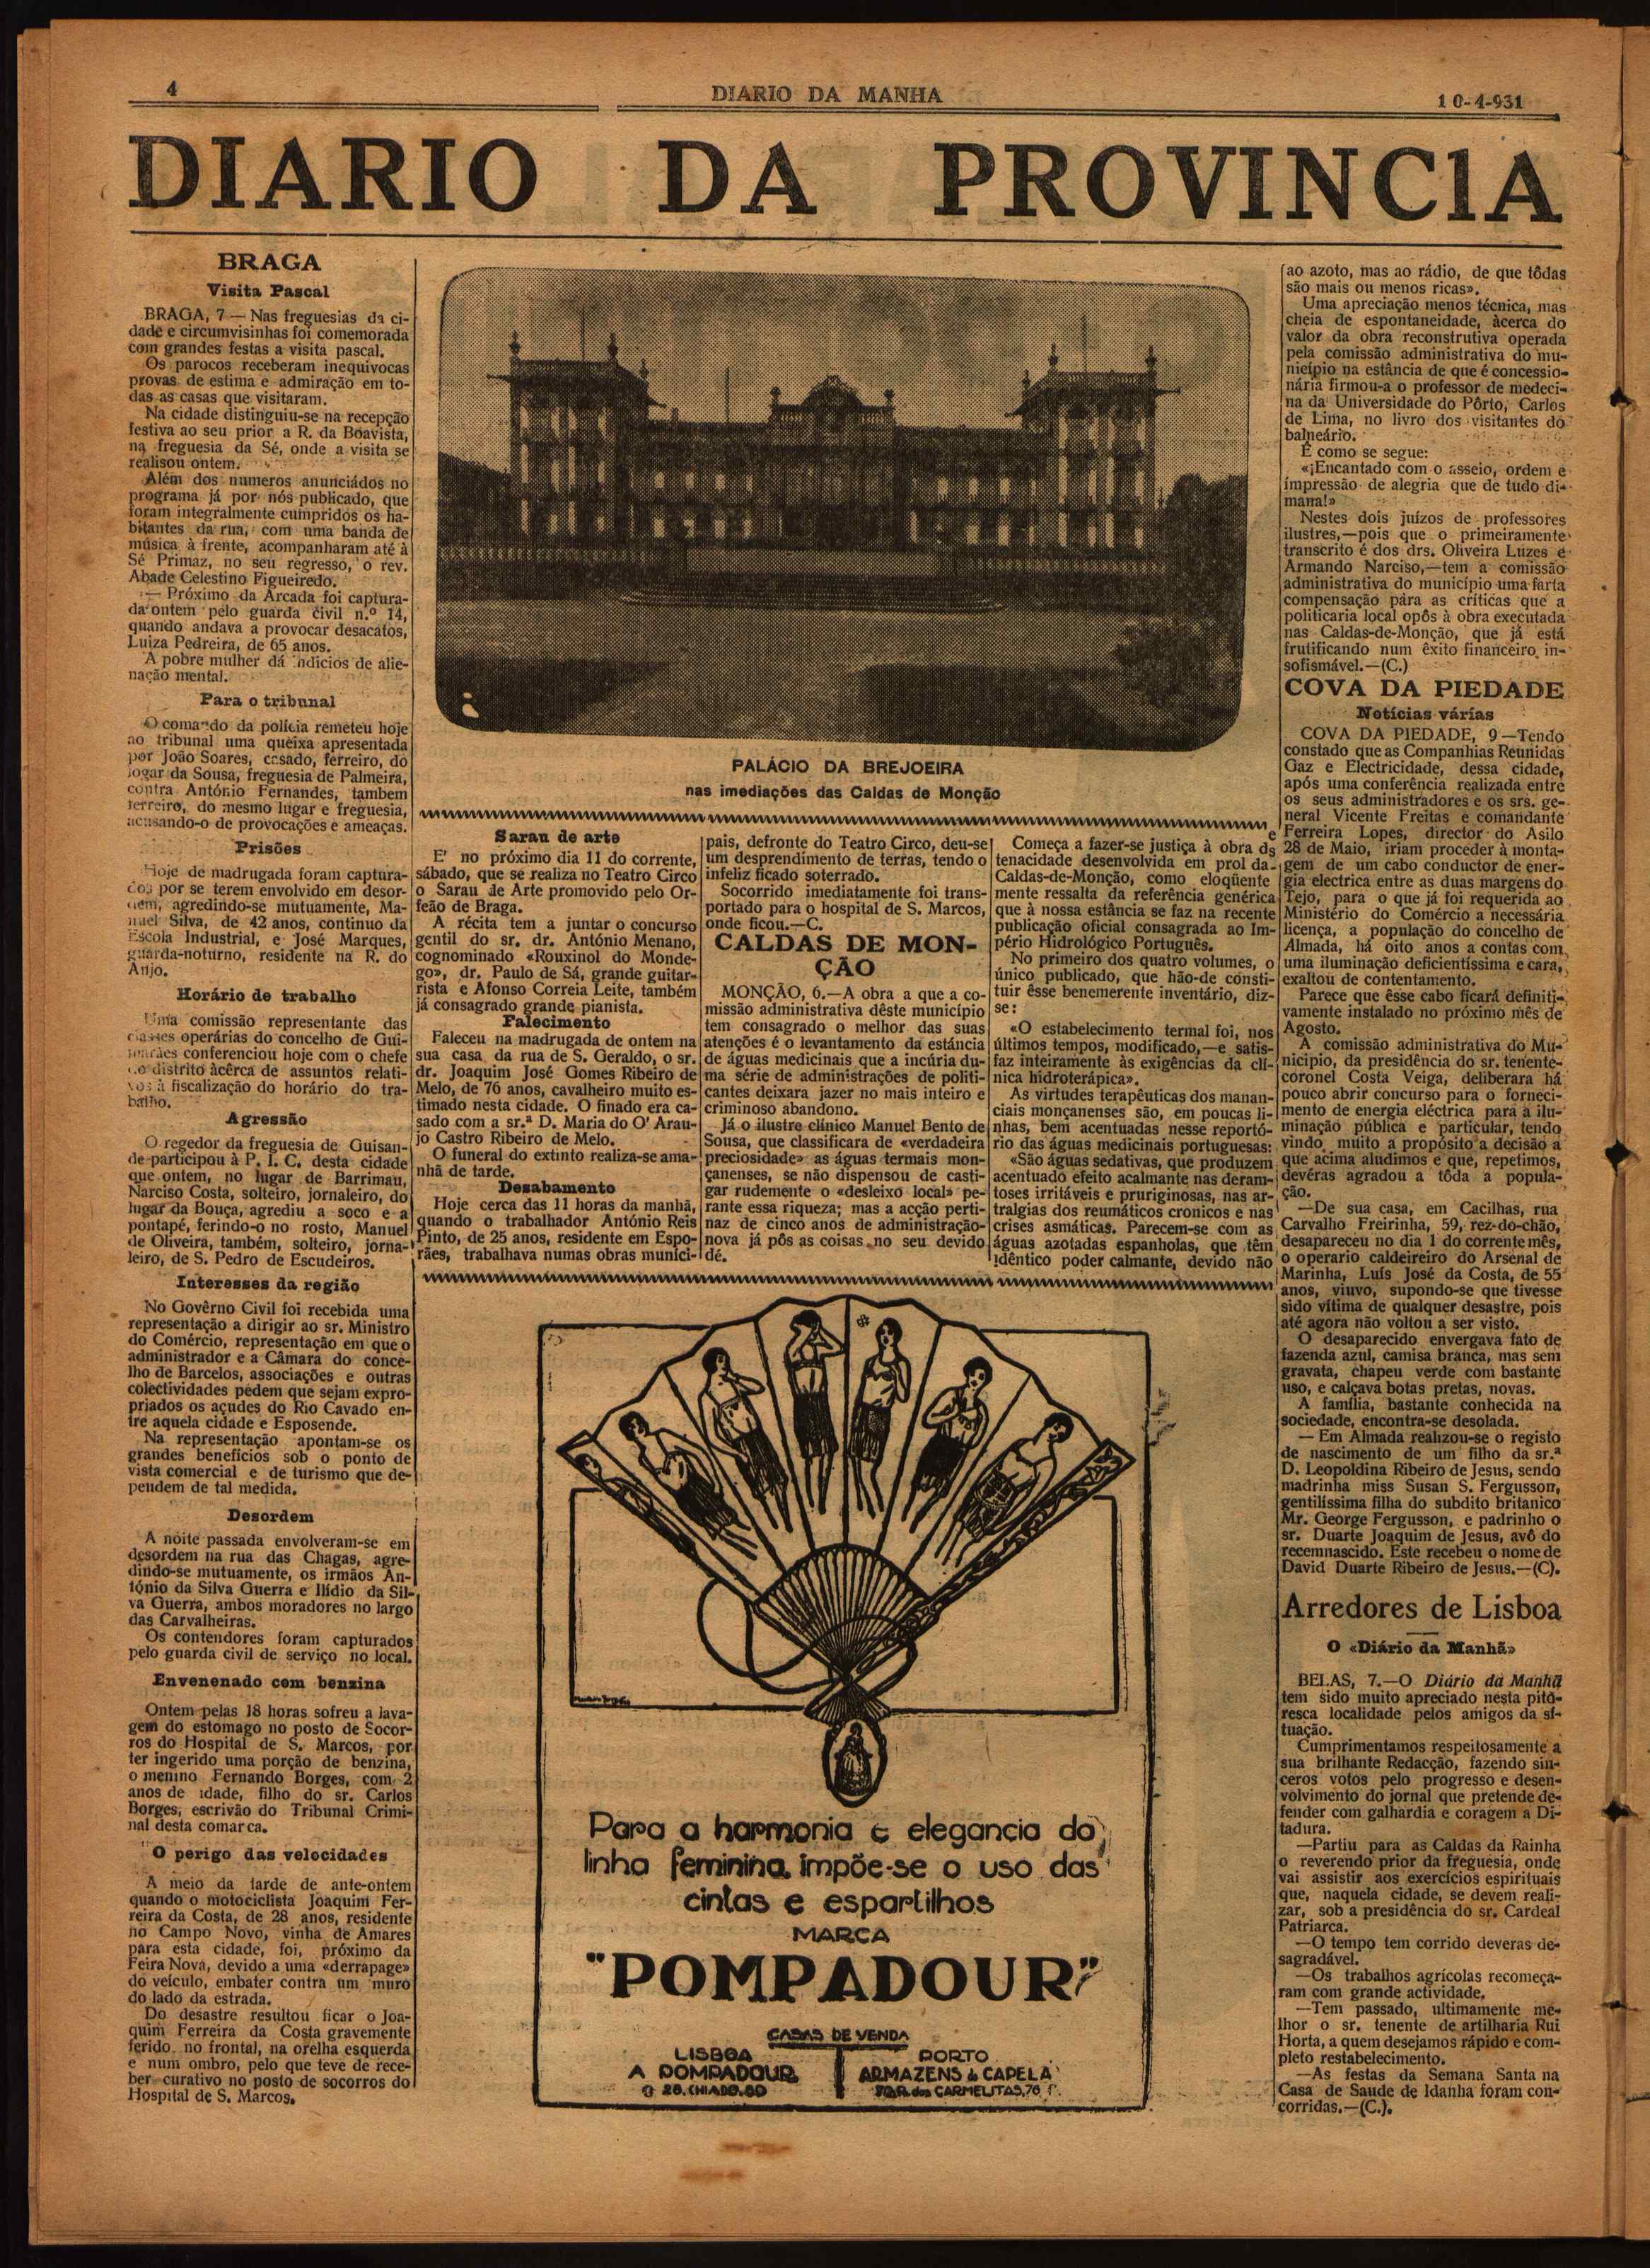 4
DIARIO DA MANHA
10-4-931
DIARIO DA PROVINCIA
BRAGA
Visita Pascal
BRAGA, 7 — Nas freguesias da ci-
dade e circumvisinhas foi comemorada
com grandes festas a visita pascal.
Os parocos receberam inequivocas
provas de estima e admiração em to-
das as casas que visitaram.
Na cidade distinguiu-se na recepção
festiva ao seu prior a R. da Boavista,
na freguesia da Sé, onde a visita se
realisou ontem.
Além dos numeros anunciádos no
programa já por nós publicado, que
foram integralmente cumpridos os ha-
bitantes da rua, com uma banda de
música à frente, acompanharam até à
Sé Primaz, no seu regresso, o rev.
Abade Celestino Figueiredo.
— Próximo da Arcada foi captura-
da ontem pelo guarda civil n.º 14,
quando andava a provocar desacatos,
Luiza Pedreira, de 65 anos.
A pobre mulher dá indicios de alie-
nação mental.
Para o tribunal
O comando da polícia remeteu hoje
ao tribunal uma queixa apresentada
por João Soares, casado, ferreiro, do
logar da Sousa, freguesia de Palmeira,
contra António Fernandes, tambem
ferreiro, do mesmo lugar e freguesia,
acusando-o de provocações e ameaças.
Prisões
Hoje de madrugada foram captura-
dos por se terem envolvido em desor-
dem, agredindo-se mutuamente, Ma-
nuel Silva, de 42 anos, continuo da
Escola Industrial, e José Marques,
guarda-noturno, residente na R. do
Anjo.
Horário de trabalho
Uma comissão representante das
classes operárias do concelho de Gui-
marães conferenciou hoje com o chefe
do distrito àcêrca de assuntos relati-
vos à fiscalização do horário do tra-
balho.
Agressão
O regedor da freguesia de Guisan-
de participou à P. I. C. desta cidade
que ontem, no lugar de Barrimau,
Narciso Costa, solteiro, jornaleiro, do
lugar da Bouça, agrediu a soco e a
pontapé, ferindo-o no rosto, Manuel
de Oliveira, também, solteiro, jorna-
leiro, de S. Pedro de Escudeiros.
Interesses da região
No Govêrno Civil foi recebida uma
representação a dirigir ao sr. Ministro
do Comércio, representação em que o
administrador e a Câmara do conce-
lho de Barcelos, associações e outras
colectividades pedem que sejam expro-
priados os açudes do Rio Cavado en-
tre aquela cidade e Esposende.
Na representação apontam-se os
grandes beneficios sob o ponto de
vista comercial e de turismo que de-
pendem de tal medida.
Desordem
A noite passada envolveram-se em
desordem na rua das Chagas, agre-
dindo-se mutuamente, os irmãos An-
tónio da Silva Guerra e Ilídio da Sil-
va Guerra, ambos moradores no largo
das Carvalheiras.
Os contendores foram capturados
pelo guarda civil de serviço no local.
Envenenado com benzina
Ontem pelas 18 horas sofreu a lava-
gem do estomago no posto de Socor-
ros do Hospital de S. Marcos, por
ter ingerido uma porção de benzina,
o menino Fernando Borges, com 2
anos de idade, filho do sr. Carlos
Borges, escrivão do Tribunal Crimi-
nal desta comarca.
O perigo das velocidades
A meio da tarde de ante-ontem
quando o motociclista Joaquim Fer-
reira da Costa, de 28 anos, residente
no Campo Novo, vinha de Amares
para esta cidade, foi, próximo da
Feira Nova, devido a uma «derrapage»
do veículo, embater contra um muro
do lado da estrada.
Do desastre resultou ficar o Joa-
quim Ferreira da Costa gravemente
ferido no frontal, na orelha esquerda
e num ombro, pelo que teve de rece-
ber curativo no posto de socorros do
Hospital de S. Marcos.
PALÁCIO DA BREJOEIRA
nas imediações das Caldas de Monção
Sarau de arte
E' no próximo dia 11 do corrente,
sábado, que se realiza no Teatro Circo
o Sarau de Arte promovido pelo Or-
feão de Braga.
A récita tem a juntar o concurso
gentil do sr. dr. António Menano,
cognominado «Rouxinol do Monde-
go», dr. Paulo de Sá, grande guitar-
rista e Afonso Correia Leite, também
já consagrado grande pianista.
Falecimento
Faleceu na madrugada de ontem na
sua casa da rua de S. Geraldo, o sr.
dr. Joaquim José Gomes Ribeiro de
Melo, de 76 anos, cavalheiro muito es-
timado nesta cidade. O finado era ca-
sado com a sr.ª D. Maria do O' Arau-
jo Castro Ribeiro de Melo.
O funeral do extinto realiza-se ama-
nhã de tarde.
Desabamento
Hoje cerca das 11 horas da manhã,
quando o trabalhador António Reis
Pinto, de 25 anos, residente em Espo-
rães, trabalhava numas obras munici-
pais, defronte do Teatro Circo, deu-se
um desprendimento de terras, tendo o
infeliz ficado soterrado.
Socorrido imediatamente foi trans-
portado para o hospital de S. Marcos,
onde ficou.—C.
CALDAS DE MON-
ÇÃO
MONÇÃO, 6.—A obra a que a co-
missão administrativa dêste município
tem consagrado o melhor das suas
atenções é o levantamento da estância
de águas medicinais que a incúria du-
ma série de administrações de politi-
cantes deixara jazer no mais inteiro e
criminoso abandono.
Já o ilustre clínico Manuel Bento de
Sousa, que classificara de «verdadeira
preciosidade» as águas termais mon-
çanenses, se não dispensou de casti-
gar rudemente o «desleixo local» pe-
rante essa riqueza; mas a acção perti-
naz de cinco anos de administração-
nova já pôs as coisas no seu devido
dé.
Começa a fazer-se justiça à obra de
tenacidade desenvolvida em prol da-
Caldas-de-Monção, como eloqüente
mente ressalta da referência genérica
que à nossa estância se faz na recente
publicação oficial consagrada ao Im-
pério Hidrológico Português.
No primeiro dos quatro volumes, o
único publicado, que hão-de consti-
tuir êsse benemerente inventário, diz-
se:
«O estabelecimento termal foi, nos
últimos tempos, modificado,—e satis-
faz inteiramente às exigências da clí-
nica hidroterápica».
As virtudes terapêuticas dos manan-
ciais monçanenses são, em poucas li-
nhas, bem acentuadas nesse reportó-
rio das águas medicinais portuguesas:
«São águas sedativas, que produzem
acentuado efeito acalmante nas deram-
toses irritáveis e pruriginosas, nas ar-
tralgias dos reumáticos cronicos e nas
crises asmáticas. Parecem-se com as
águas azotadas espanholas, que têm
idêntico poder calmante, devido não
ao azoto, mas ao rádio, de que tôdas
são mais ou menos ricas».
Uma apreciação menos técnica, mas
cheia de espontaneidade, àcerca do
valor da obra reconstrutiva operada
pela comissão administrativa do mu-
nicípio na estância de que é concessio-
nária firmou-a o professor de medeci-
na da Universidade do Pôrto, Carlos
de Lima, no livro dos visitantes do
balneário.
É como se segue:
«¡Encantado com o asseio, ordem e
impressão de alegria que de tudo di-
mana!»
Nestes dois juízos de professores
ilustres,—pois que o primeiramente
transcrito é dos drs. Oliveira Luzes e
Armando Narciso,—tem a comissão
administrativa do município uma farta
compensação para as críticas que a
politicaria local opôs à obra executada
nas Caldas-de-Monção, que já está
frutificando num êxito financeiro in-
sofismável.—(C.)
COVA DA PIEDADE
Notícias várias
COVA DA PIEDADE, 9—Tendo
constado que as Companhias Reunidas
Gaz e Electricidade, dessa cidade,
após uma conferência realizada entre
os seus administradores e os srs. ge-
neral Vicente Freitas e comandante
Ferreira Lopes, director do Asilo
28 de Maio, iriam proceder à monta-
gem de um cabo conductor de ener-
gia electrica entre as duas margens do
Tejo, para o que já foi requerida ao
Ministério do Comércio a necessária
licença, a população do concelho de
Almada, há oito anos a contas com
uma iluminação deficientíssima e cara,
exaltou de contentamento.
Parece que êsse cabo ficará definiti-
vamente instalado no próximo mês de
Agosto.
A comissão administrativa do Mu-
nicipio, da presidência do sr. tenente-
coronel Costa Veiga, deliberara há
pouco abrir concurso para o forneci-
mento de energia eléctrica para a ilu-
minação pública e particular, tendo
vindo muito a propósito a decisão a
que acima aludimos e que, repetimos,
devéras agradou a tôda a popula-
ção.
—De sua casa, em Cacilhas, rua
Carvalho Freirinha, 59, rez-do-chão,
desapareceu no dia 1 do corrente mês,
o operario caldeireiro do Arsenal de
Marinha, Luís José da Costa, de 55
anos, viuvo, supondo-se que tivesse
sido vítima de qualquer desastre, pois
até agora não voltou a ser visto.
O desaparecido envergava fato de
fazenda azul, camisa branca, mas sem
gravata, chapeu verde com bastante
uso, e calçava botas pretas, novas.
A família, bastante conhecida na
sociedade, encontra-se desolada.
— Em Almada realizou-se o registo
de nascimento de um filho da sr.ª
D. Leopoldina Ribeiro de Jesus, sendo
madrinha miss Susan S. Fergusson,
gentilíssima filha do subdito britanico
Mr. George Fergusson, e padrinho o
sr. Duarte Joaquim de Jesus, avô do
recemnascido. Este recebeu o nome de
David Duarte Ribeiro de Jesus.—(C).
Arredores de Lisboa
O «Diário da Manhã»
BELAS, 7.—O Diário da Manhã
tem sido muito apreciado nesta pito-
resca localidade pelos amigos da si-
tuação.
Cumprimentamos respeitosamente a
sua brilhante Redacção, fazendo sin-
ceros votos pelo progresso e desen-
volvimento do jornal que pretende de-
fender com galhardia e coragem a Di-
tadura.
—Partiu para as Caldas da Rainha
o reverendo prior da freguesia, onde
vai assistir aos exercícios espirituais
que, naquela cidade, se devem reali-
zar, sob a presidência do sr. Cardeal
Patriarca.
—O tempo tem corrido deveras de-
sagradável.
—Os trabalhos agrícolas recomeça-
ram com grande actividade.
—Tem passado, ultimamente me-
lhor o sr. tenente de artilharia Rui
Horta, a quem desejamos rápido e com-
pleto restabelecimento.
—As festas da Semana Santa na
Casa de Saude de Idanha foram con-
corridas.—(C.).
Para a harmonia e elegancia da
linha feminina impõe-se o uso das
cintas e espartilhos
MARCA
"POMPADOUR"
CASAS DE VENDA
LISBOA
A POMPADOUR
R 28, CHIADO, 30
PORTO
ARMAZENS da CAPELA
RUA dos CARMELITAS, 76